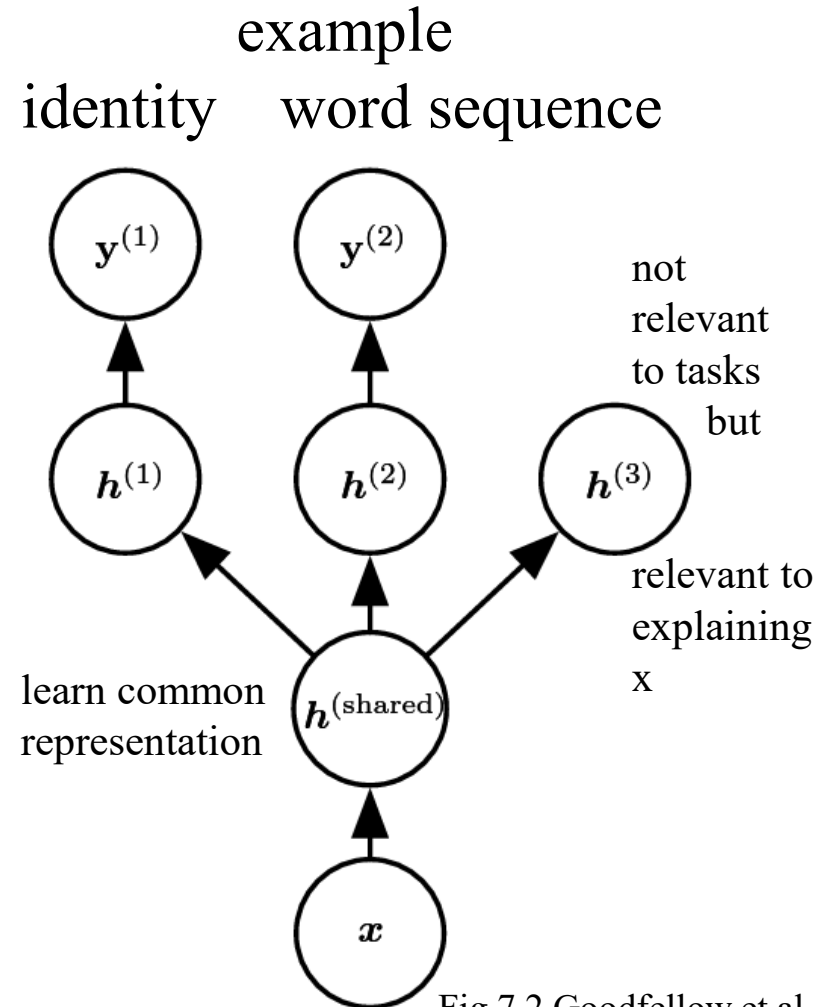 example
identity word sequence
y(1) y(2)
not
relevant
to tasks
but
h(1) h(2) h(3)
relevant to
explaining
x
learn common
representation
h(shared)
x
Fig 7.2 Goodfellow et al